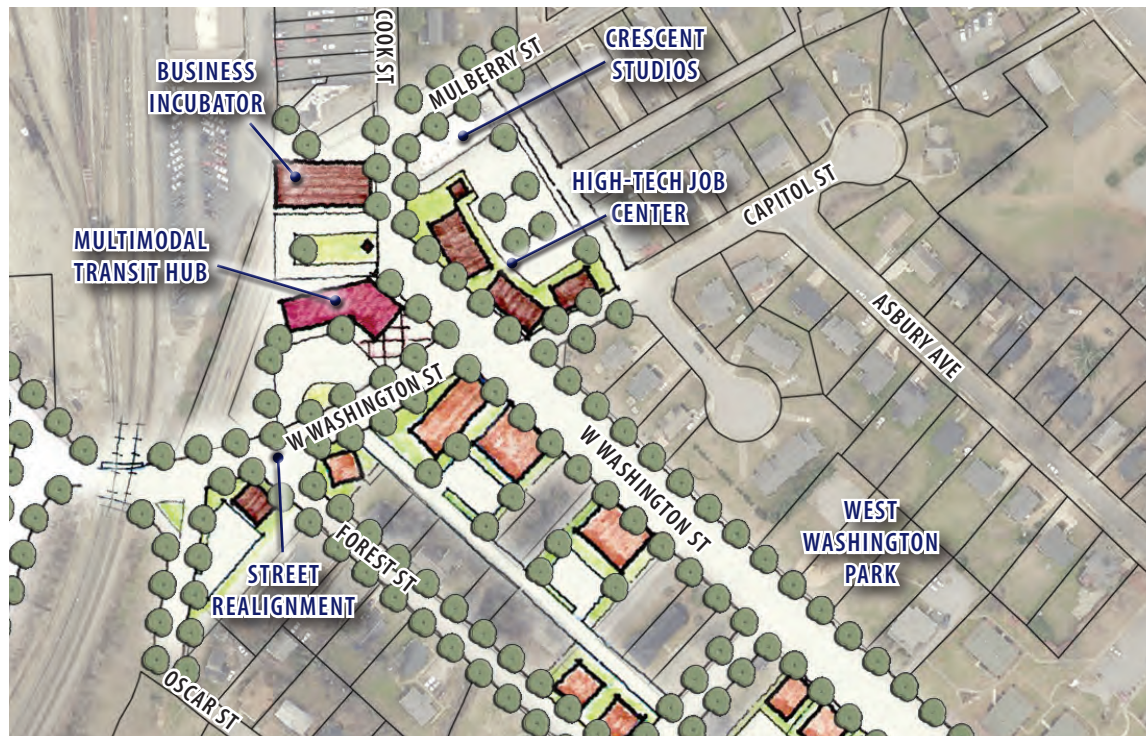 COOK ST
MULBERRY ST
CRESCENT
STUDIOS
BUSINESS
INCUBATOR
HIGH-TECH JOB
CENTER
CAPITOL ST
MULTIMODAL
TRANSIT HUB
ASBURY AVE
W WASHINGTON ST
W WASHINGTON ST
WEST
WASHINGTON
PARK
FOREST ST
STREET
REALIGNMENT
OSCAR ST